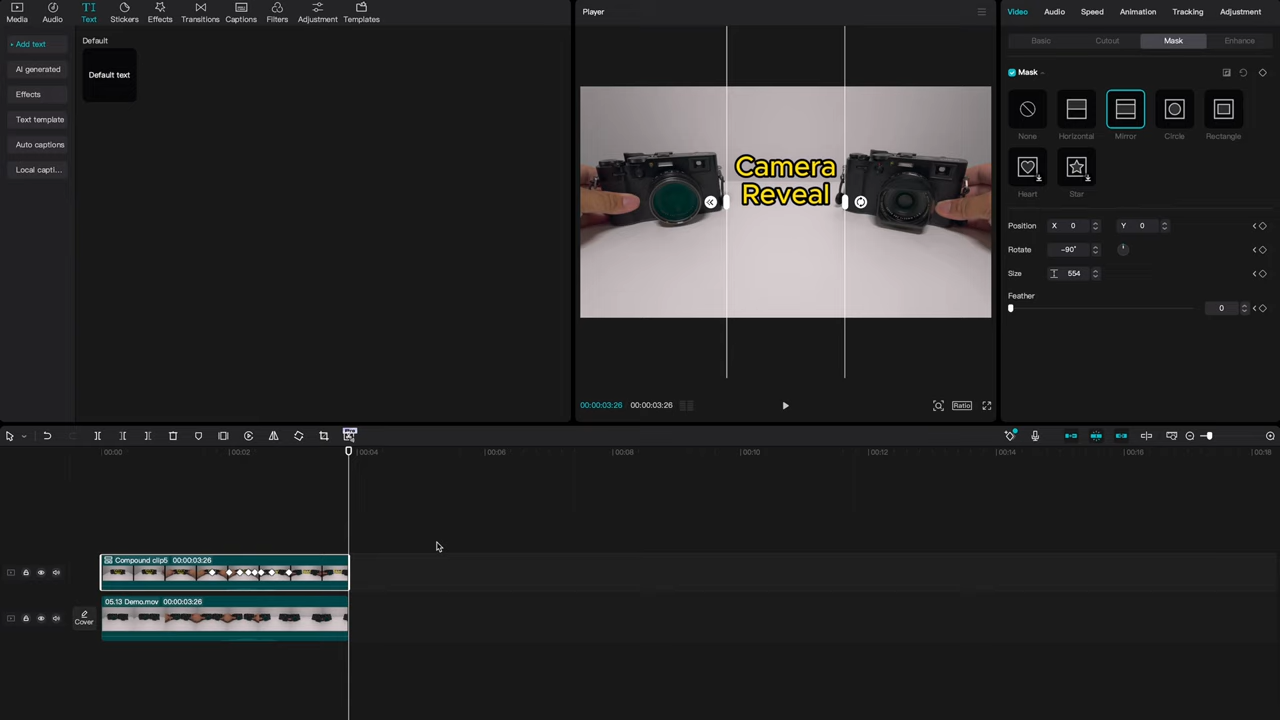 Media
Audio
Text
Stickers
Effects
Transitions
Captions
Filters
Adjustment
Templates
Add text
AI generated
Effects
Text template
Auto captions
Local capti...
Default
Default text
Player
Camera
Reveal
00:00:03:26
00:00:03:26
Ratio
Video
Audio
Speed
Animation
Tracking
Adjustment
Basic
Cutout
Mask
Enhance
Mask
None
Horizontal
Mirror
Circle
Rectangle
Heart
Star
Position X 0 Y 0
Rotate -90°
Size 554
Feather
0
Pro
00:00 00:02 00:04 00:06 00:08 00:10 00:12 00:14 00:16 00:18
Compound clip5 00:00:03:26
05.13 Demo.mov 00:00:03:26
Cover